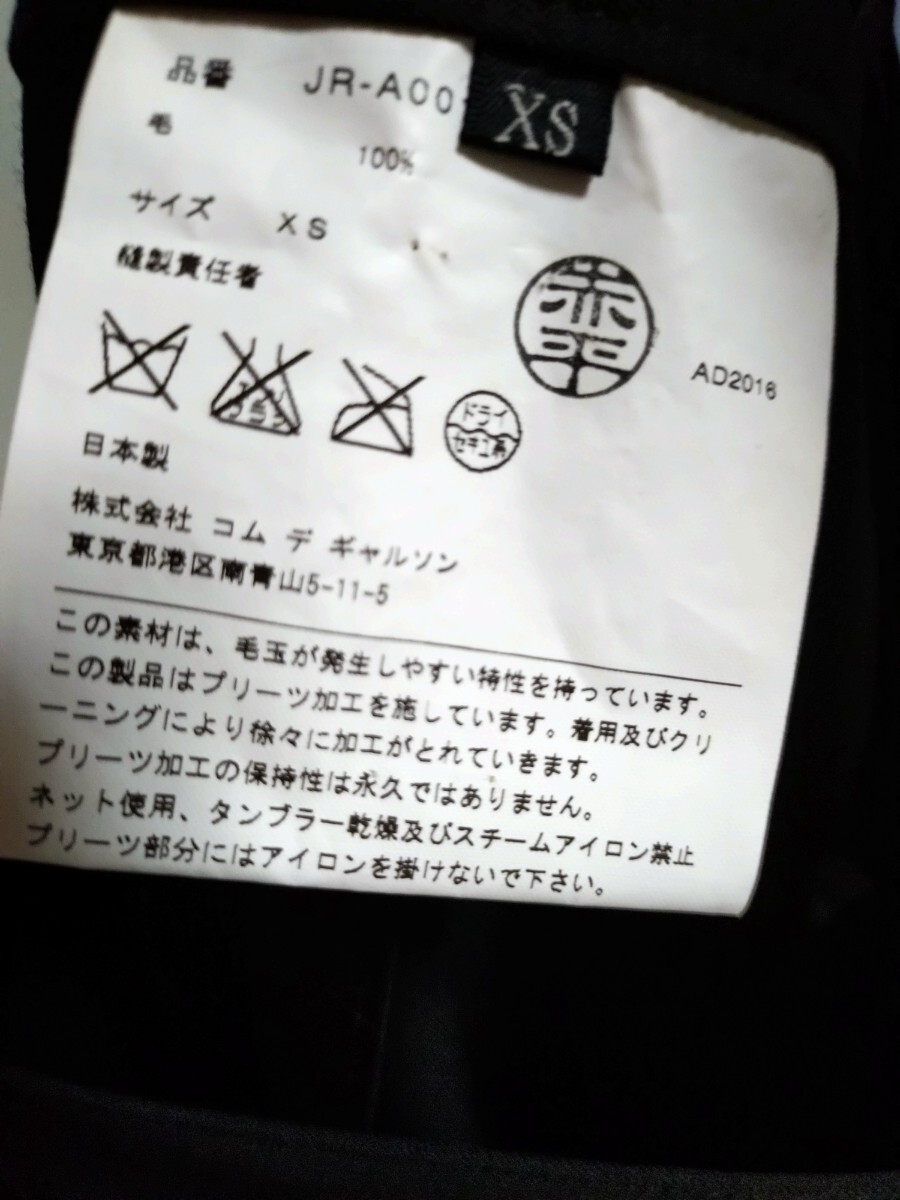 品番 JR-A00
XS
毛
100%
サイズ XS
縫製責任者
AD2016
ドライ
セキユ系
日本製
株式会社 コム デ ギャルソン
東京都港区南青山5-11-5
この素材は、毛玉が発生しやすい特性を持っています。
この製品はプリーツ加工を施しています。着用及びクリ
ーニングにより徐々に加工がとれていきます。
プリーツ加工の保持性は永久ではありません。
ネット使用、タンブラー乾燥及びスチームアイロン禁止
プリーツ部分にはアイロンを掛けないで下さい。